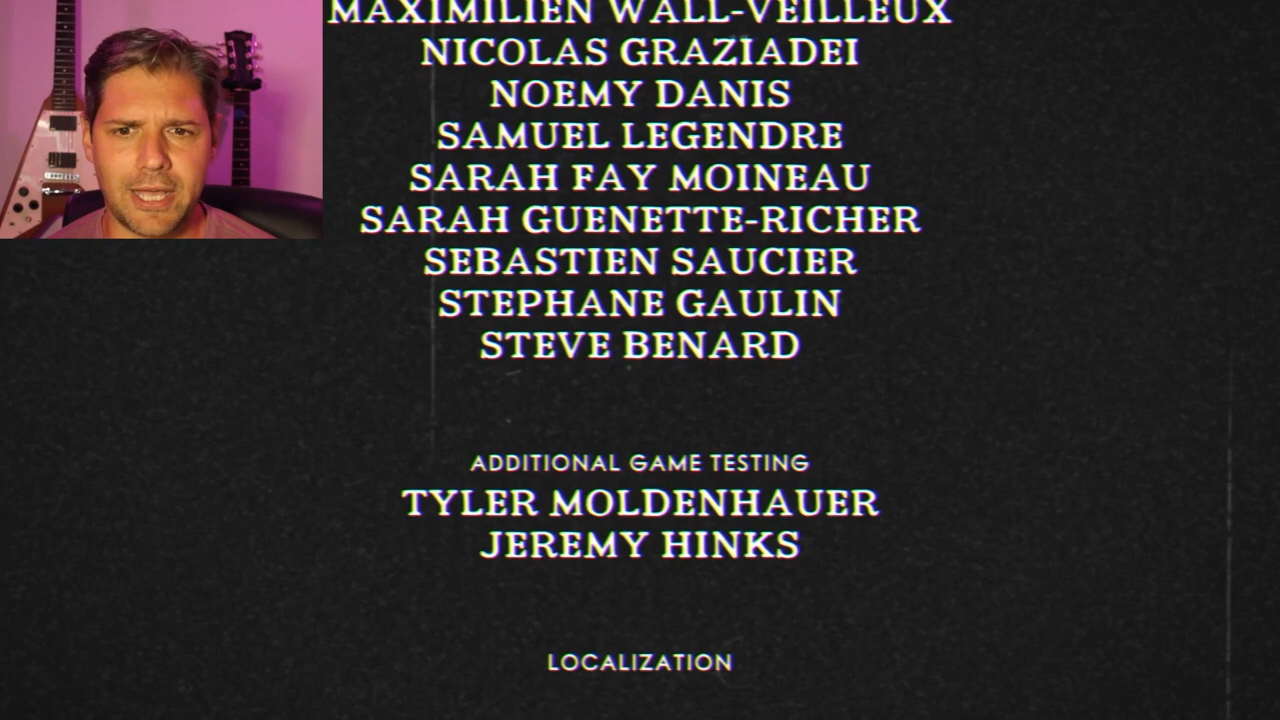 MAXIMILIEN WALL-VEILLEUX
NICOLAS GRAZIADEI
NOEMY DANIS
SAMUEL LEGENDRE
SARAH FAY MOINEAU
SARAH GUENETTE-RICHER
SEBASTIEN SAUCIER
STEPHANE GAULIN
STEVE BENARD
ADDITIONAL GAME TESTING
TYLER MOLDENHAUER
JEREMY HINKS
LOCALIZATION